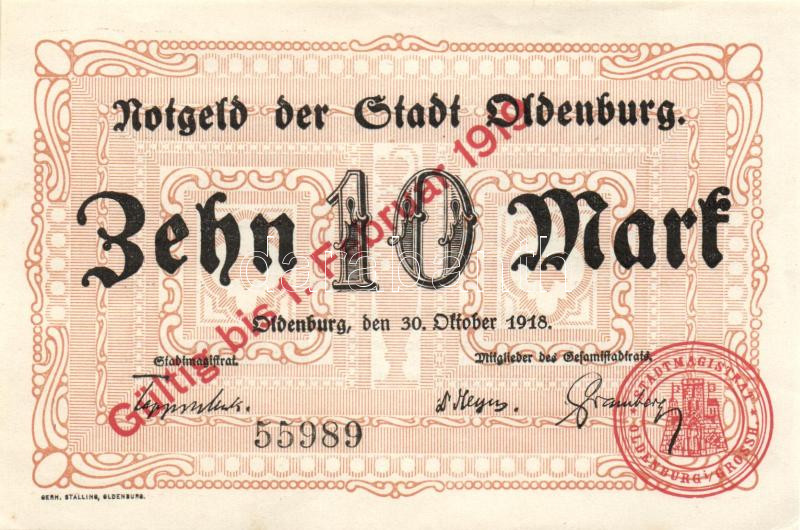 Notgeld der Stadt Oldenburg.
Zehn 10 Mark
Gültig bis 1. Februar 1919
Oldenburg, den 30. Oktober 1918.
Stadtmagistrat.
Mitglieder des Gesamtstadtrats.
55989
STADTMAGISTRAT
OLDENBURG i/GROSSH.
GERH. STALLING, OLDENBURG.